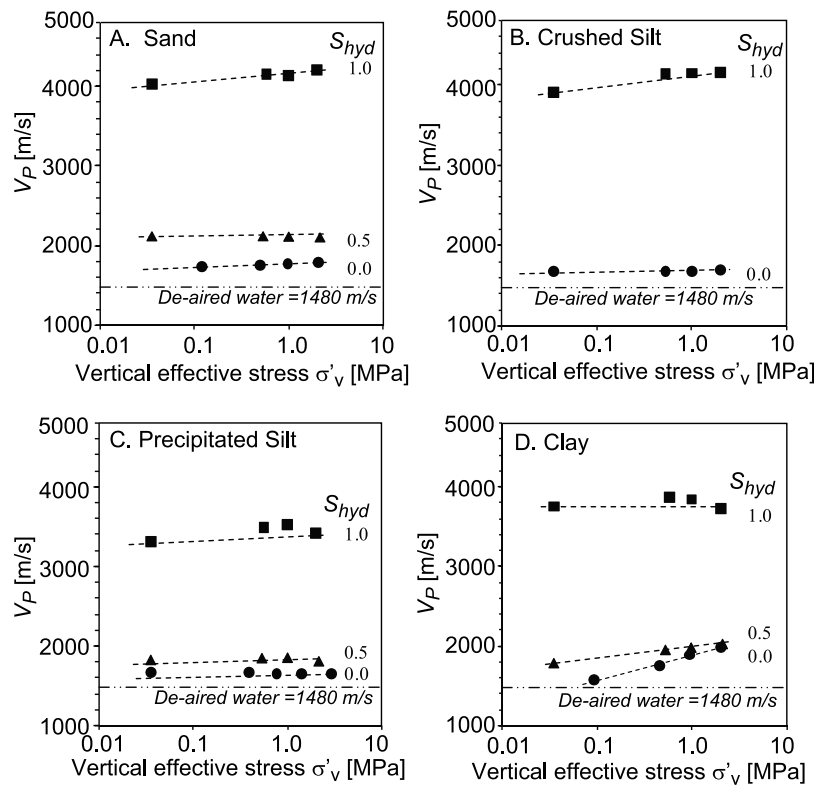 A. Sand
S_hyd
1.0
0.5
0.0
De-aired water =1480 m/s
5000
4000
3000
2000
1000
V_P [m/s]
0.01
0.1
1.0
10
Vertical effective stress σ'_v [MPa]
B. Crushed Silt
S_hyd
1.0
0.0
De-aired water =1480 m/s
5000
4000
3000
2000
1000
V_P [m/s]
0.01
0.1
1.0
10
Vertical effective stress σ'_v [MPa]
C. Precipitated Silt
S_hyd
1.0
0.5
0.0
De-aired water =1480 m/s
5000
4000
3000
2000
1000
V_P [m/s]
0.01
0.1
1.0
10
Vertical effective stress σ'_v [MPa]
D. Clay
S_hyd
1.0
0.5
0.0
De-aired water =1480 m/s
5000
4000
3000
2000
1000
V_P [m/s]
0.01
0.1
1.0
10
Vertical effective stress σ'_v [MPa]